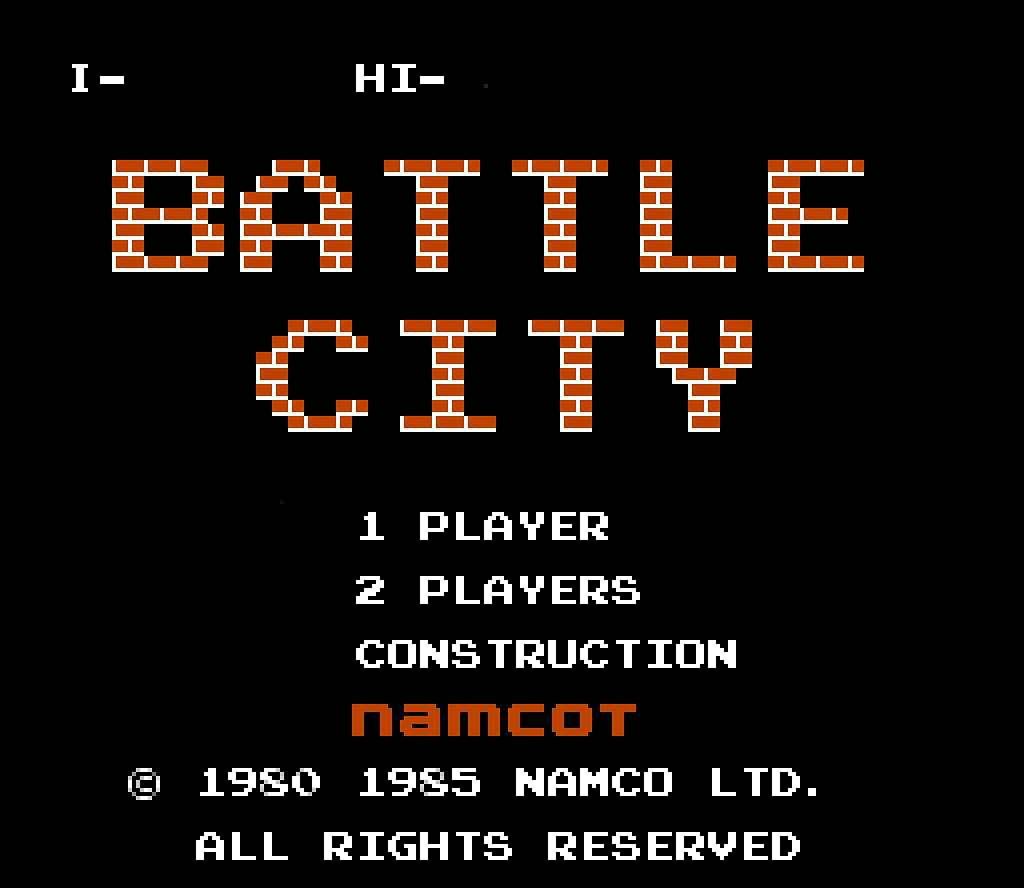 I- HI-
BATTLE
CITY
1 PLAYER
2 PLAYERS
CONSTRUCTION
namcoT
© 1980 1985 NAMCO LTD.
ALL RIGHTS RESERVED